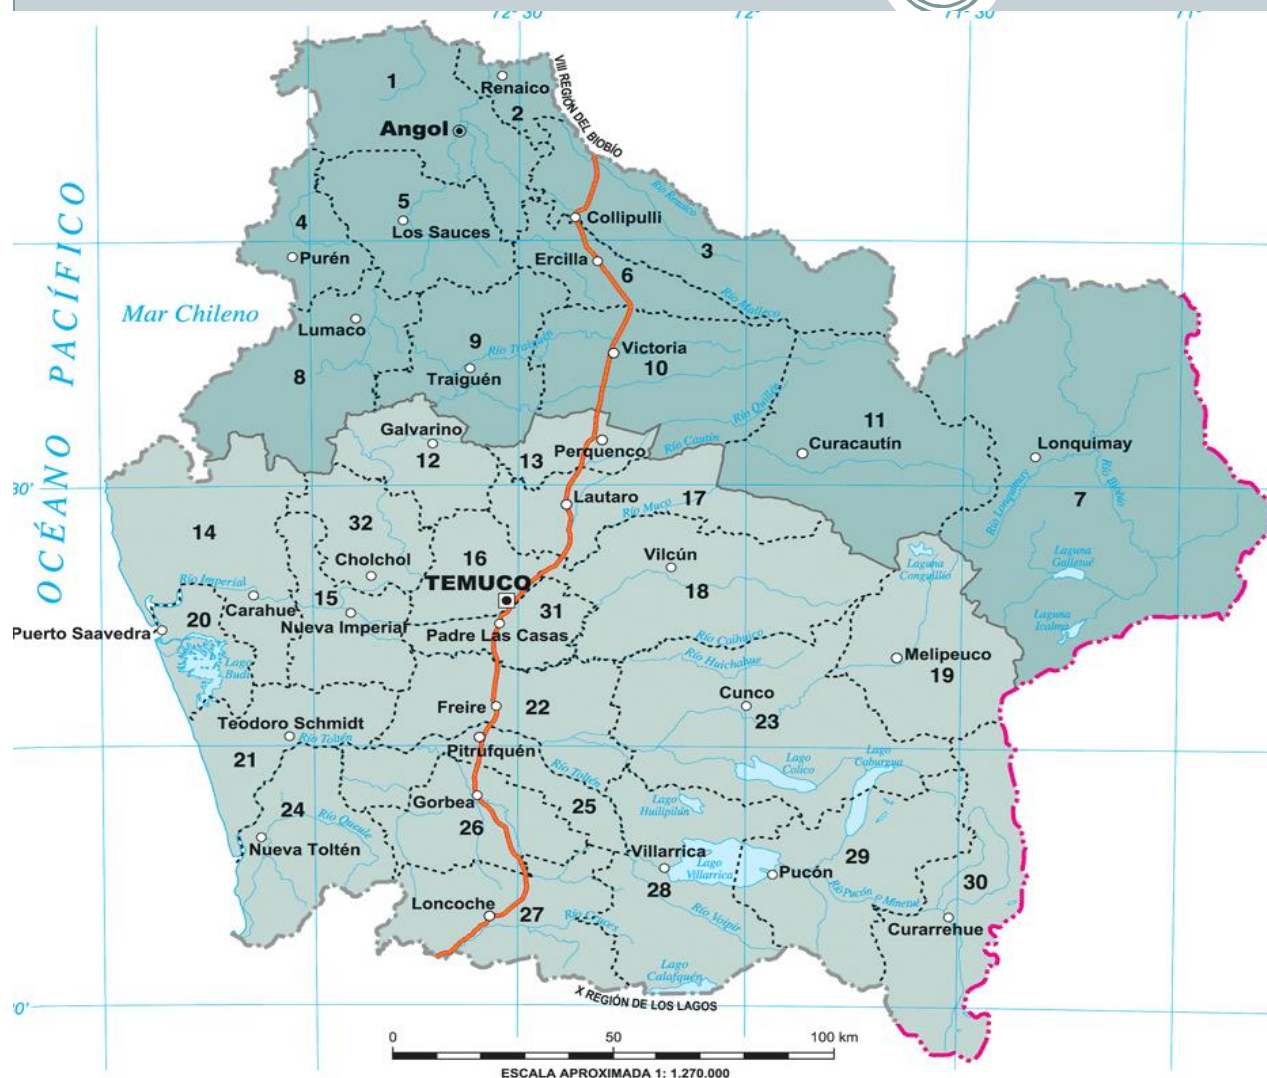 72° 30'
72°
71° 30'
71°
1
Renaico
2
VIII REGIÓN DEL BIOBÍO
Angol
Río Renaico
4
5
Los Sauces
Collipulli
3
Purén
Ercilla
6
OCÉANO PACÍFICO
Mar Chileno
Río Malleco
Lumaco
9
Río Traiguén
Victoria
10
8
Traiguén
Río Quillén
11
Galvarino
12
13
Perquenco
Río Cautín
Curacautín
Lonquimay
Río Lonquimay
Río Biobío
7
30'
Lautaro
17
Río Muco
14
32
Cholchol
16
Vilcún
18
Laguna
Conguillío
Laguna
Galletué
Río Imperial
Carahue
15
TEMUCO
31
20
Nueva Imperial
Puerto Saavedra
Padre Las Casas
Laguna
Icalma
Lago
Budi
Río Huichahue
Melipeuco
19
Freire
22
Cunco
23
Teodoro Schmidt
Río Toltén
21
Pitrufquén
Río Toltén
Lago
Colico
Lago
Caburgua
Gorbea
25
Lago
Huilipilún
24
Río Queule
26
Nueva Toltén
Villarrica
Lago
Villarrica
28
Pucón
29
Río Pucón o Minetué
30
Loncoche
27
Río Cruces
Río Voipir
Curarrehue
Lago
Calafquén
X REGIÓN DE LOS LAGOS
0 50 100 km
ESCALA APROXIMADA 1: 1.270.000